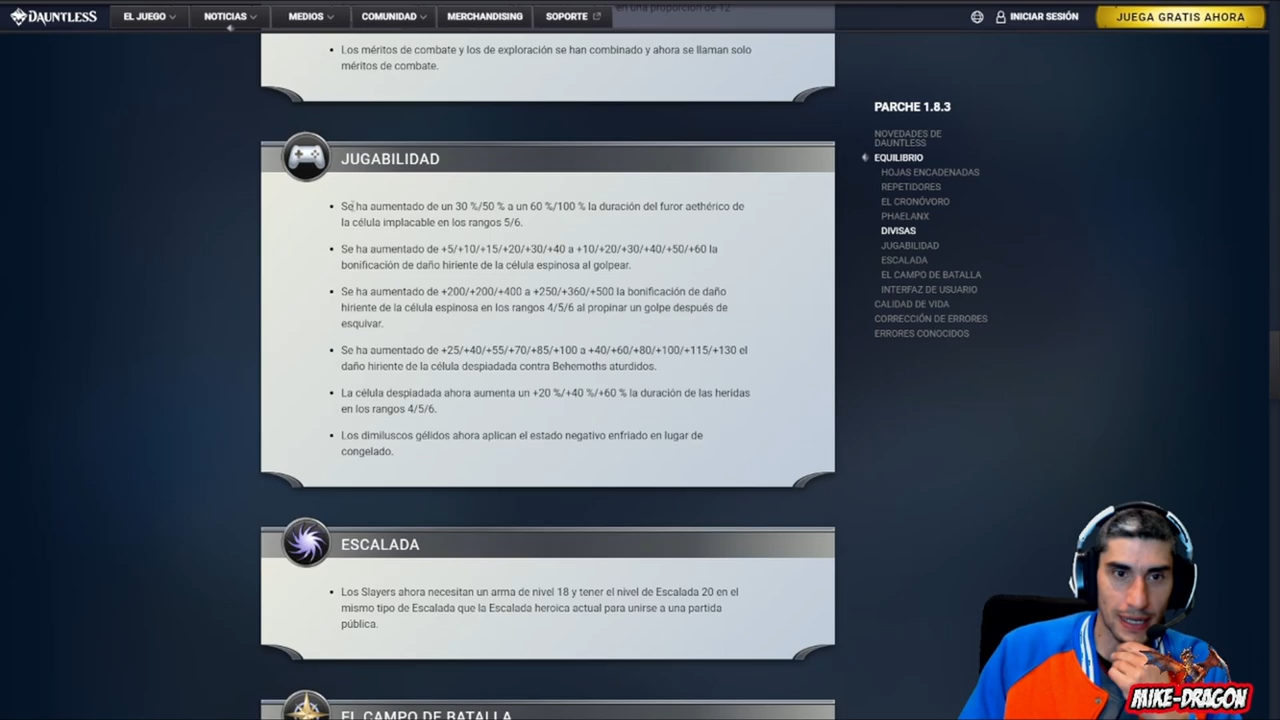 DAUNTLESS EL JUEGO NOTICIAS MEDIOS COMUNIDAD MERCHANDISING SOPORTE INICIAR SESIÓN JUEGA GRATIS AHORA
en una proporción de 12
• Los méritos de combate y los de exploración se han combinado y ahora se llaman solo
méritos de combate.
JUGABILIDAD
• Se ha aumentado de un 30 %/50 % a un 60 %/100 % la duración del furor aethérico de
la célula implacable en los rangos 5/6.
• Se ha aumentado de +5/+10/+15/+20/+30/+40 a +10/+20/+30/+40/+50/+60 la
bonificación de daño hiriente de la célula espinosa al golpear.
• Se ha aumentado de +200/+200/+400 a +250/+360/+500 la bonificación de daño
hiriente de la célula espinosa en los rangos 4/5/6 al propinar un golpe después de
esquivar.
• Se ha aumentado de +25/+40/+55/+70/+85/+100 a +40/+60/+80/+100/+115/+130 el
daño hiriente de la célula despiadada contra Behemoths aturdidos.
• La célula despiadada ahora aumenta un +20 %/+40 %/+60 % la duración de las heridas
en los rangos 4/5/6.
• Los dimiluscos gélidos ahora aplican el estado negativo enfriado en lugar de
congelado.
ESCALADA
• Los Slayers ahora necesitan un arma de nivel 18 y tener el nivel de Escalada 20 en el
mismo tipo de Escalada que la Escalada heroica actual para unirse a una partida
pública.
EL CAMPO DE BATALLA
PARCHE 1.8.3
NOVEDADES DE
DAUNTLESS
EQUILIBRIO
HOJAS ENCADENADAS
REPETIDORES
EL CRONÓVORO
PHAELANX
DIVISAS
JUGABILIDAD
ESCALADA
EL CAMPO DE BATALLA
INTERFAZ DE USUARIO
CALIDAD DE VIDA
CORRECCIÓN DE ERRORES
ERRORES CONOCIDOS
MIKE-DRAGON